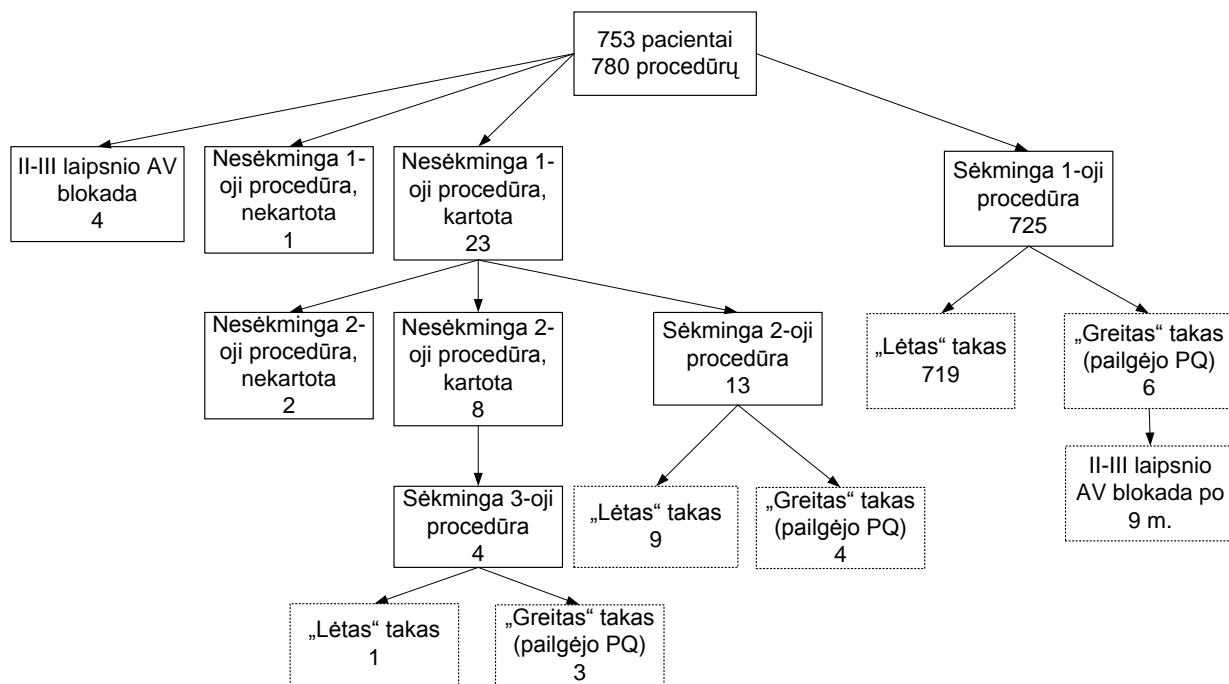 753 pacientai
780 procedūrų
II-III laipsnio AV
blokada
4
Nesėkminga 1-
oji procedūra,
nekartota
1
Nesėkminga 1-
oji procedūra,
kartota
23
Sėkminga 1-oji
procedūra
725
Nesėkminga 2-
oji procedūra,
nekartota
2
Nesėkminga 2-
oji procedūra,
kartota
8
Sėkminga 2-oji
procedūra
13
„Lėtas“ takas
719
„Greitas“ takas
(pailgėjo PQ)
6
Sėkminga 3-oji
procedūra
4
„Lėtas“ takas
9
„Greitas“ takas
(pailgėjo PQ)
4
II-III laipsnio
AV blokada po
9 m.
„Lėtas“ takas
1
„Greitas“ takas
(pailgėjo PQ)
3